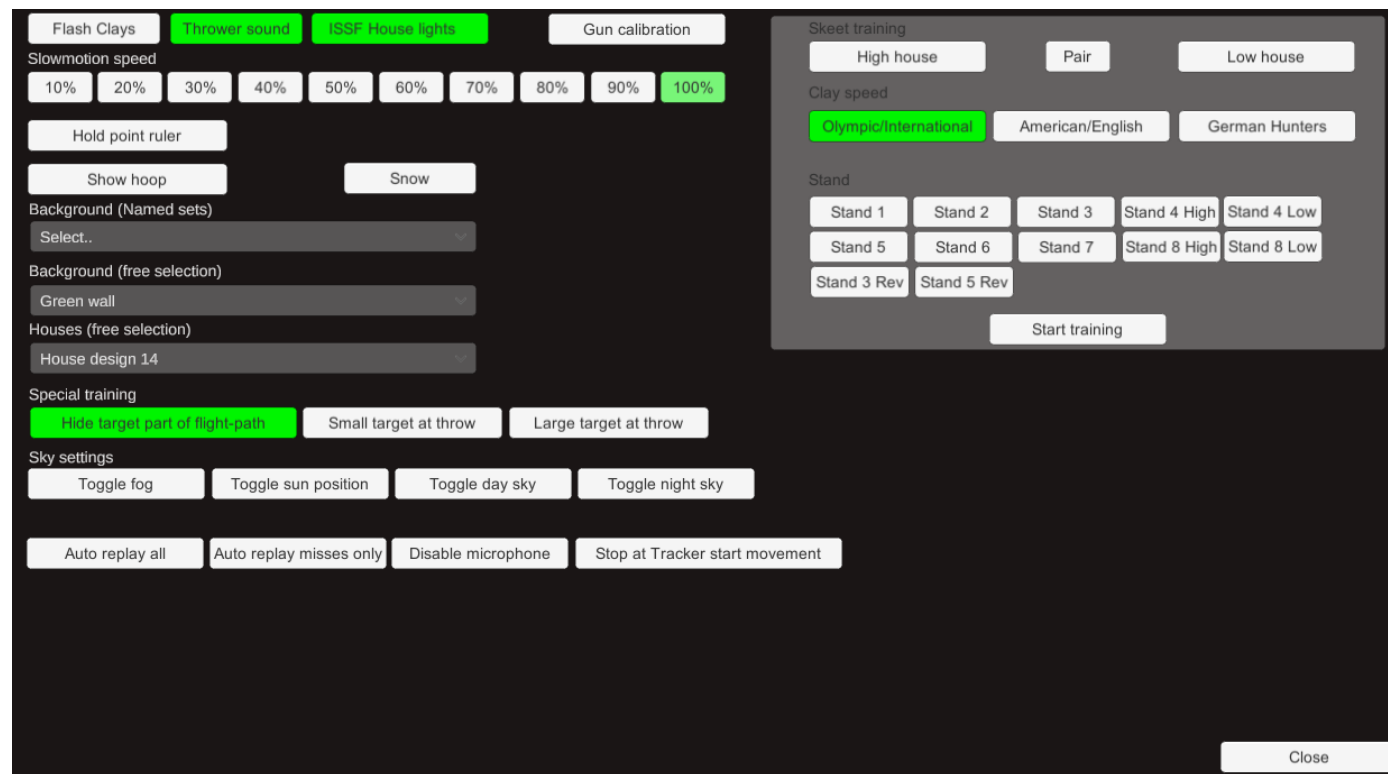 Flash Clays
Thrower sound
ISSF House lights
Gun calibration
Slowmotion speed
10% 20% 30% 40% 50% 60% 70% 80% 90% 100%
Hold point ruler
Show hoop
Snow
Background (Named sets)
Select..
Background (free selection)
Green wall
Houses (free selection)
House design 14
Special training
Hide target part of flight-path
Small target at throw
Large target at throw
Sky settings
Toggle fog
Toggle sun position
Toggle day sky
Toggle night sky
Auto replay all
Auto replay misses only
Disable microphone
Stop at Tracker start movement
Skeet training
High house
Pair
Low house
Clay speed
Olympic/International
American/English
German Hunters
Stand
Stand 1
Stand 2
Stand 3
Stand 4 High
Stand 4 Low
Stand 5
Stand 6
Stand 7
Stand 8 High
Stand 8 Low
Stand 3 Rev
Stand 5 Rev
Start training
Close